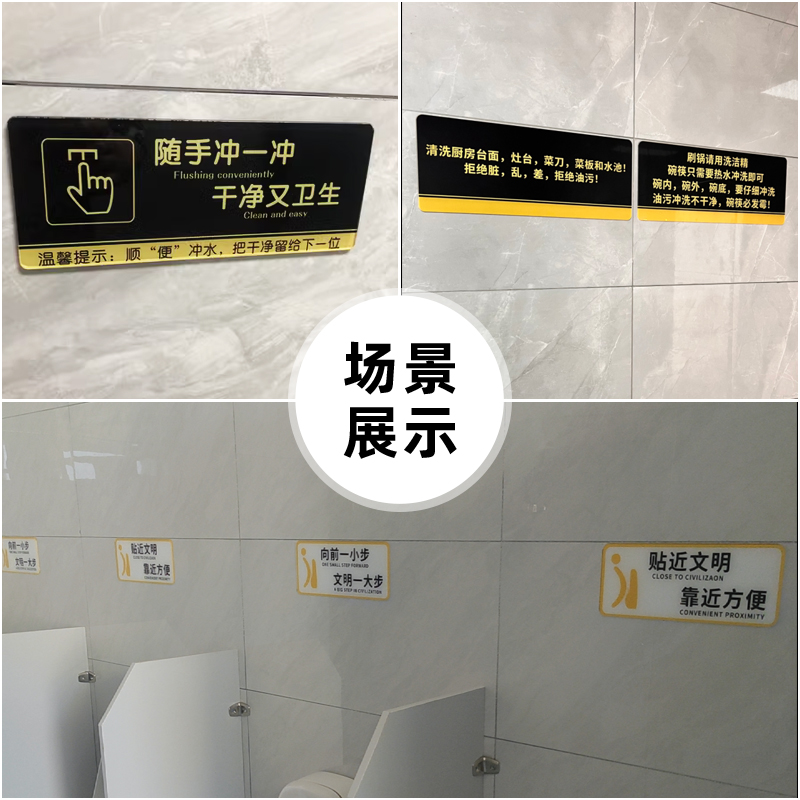 随手冲一冲
Flushing conveniently
干净又卫生
Clean and easy
温馨提示：顺“便”冲水，把干净留给下一位
清洗厨房台面，灶台，菜刀，菜板和水池！
拒绝脏，乱，差，拒绝油污！
刷锅请用洗洁精
碗筷只需要热水冲洗即可
碗内，碗外，碗底，要仔细冲洗
油污冲洗不干净，碗筷必发霉！
场景
展示
向前一小步
文明一大步
贴近文明
靠近方便
CONVENIENT PROXIMITY
向前一小步
ONE SMALL STEP FORWARD
文明一大步
A BIG STEP IN CIVILIZATION
贴近文明
CLOSE TO CIVILIZAON
靠近方便
CONVENIENT PROXIMITY